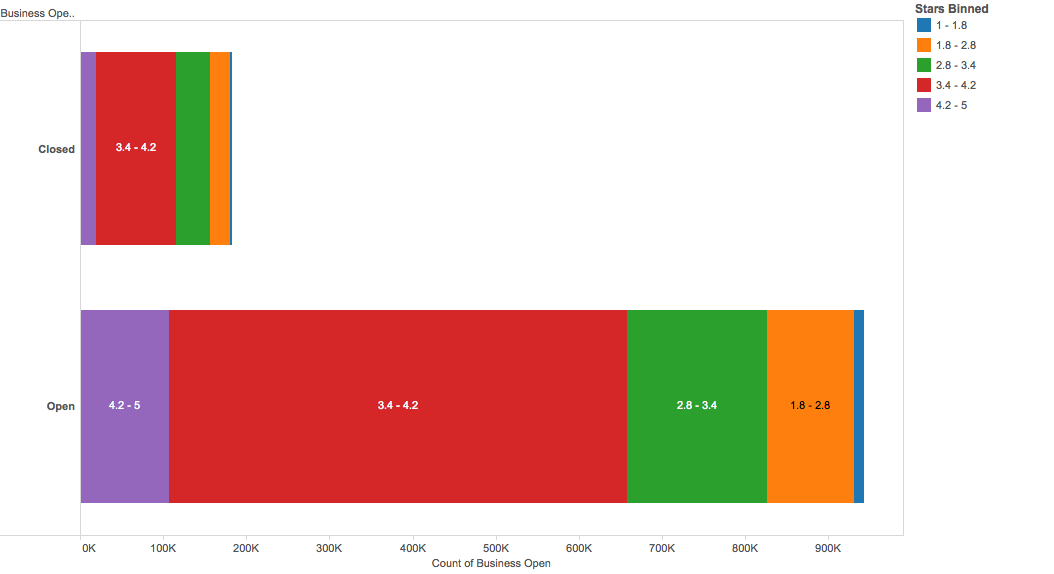 Business Ope..
Closed
3.4 - 4.2
Open
4.2 - 5
3.4 - 4.2
2.8 - 3.4
1.8 - 2.8
0K
100K
200K
300K
400K
500K
600K
700K
800K
900K
Count of Business Open
Stars Binned
1 - 1.8
1.8 - 2.8
2.8 - 3.4
3.4 - 4.2
4.2 - 5